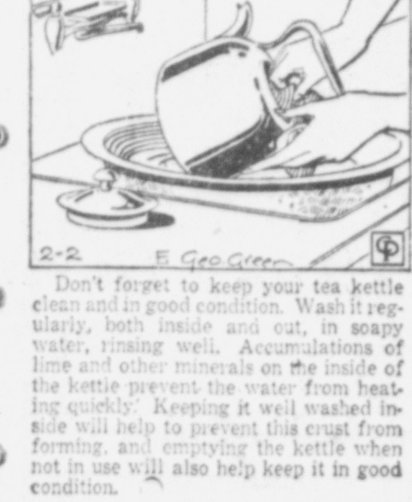 2-2 E Geo Green CP
Don't forget to keep your tea kettle
clean and in good condition. Wash it reg-
ularly, both inside and out, in soapy
water, rinsing well. Accumulations of
lime and other minerals on the inside of
the kettle prevent the water from heat-
ing quickly. Keeping it well washed in-
side will help to prevent this crust from
forming, and emptying the kettle when
not in use will also help keep it in good
condition.